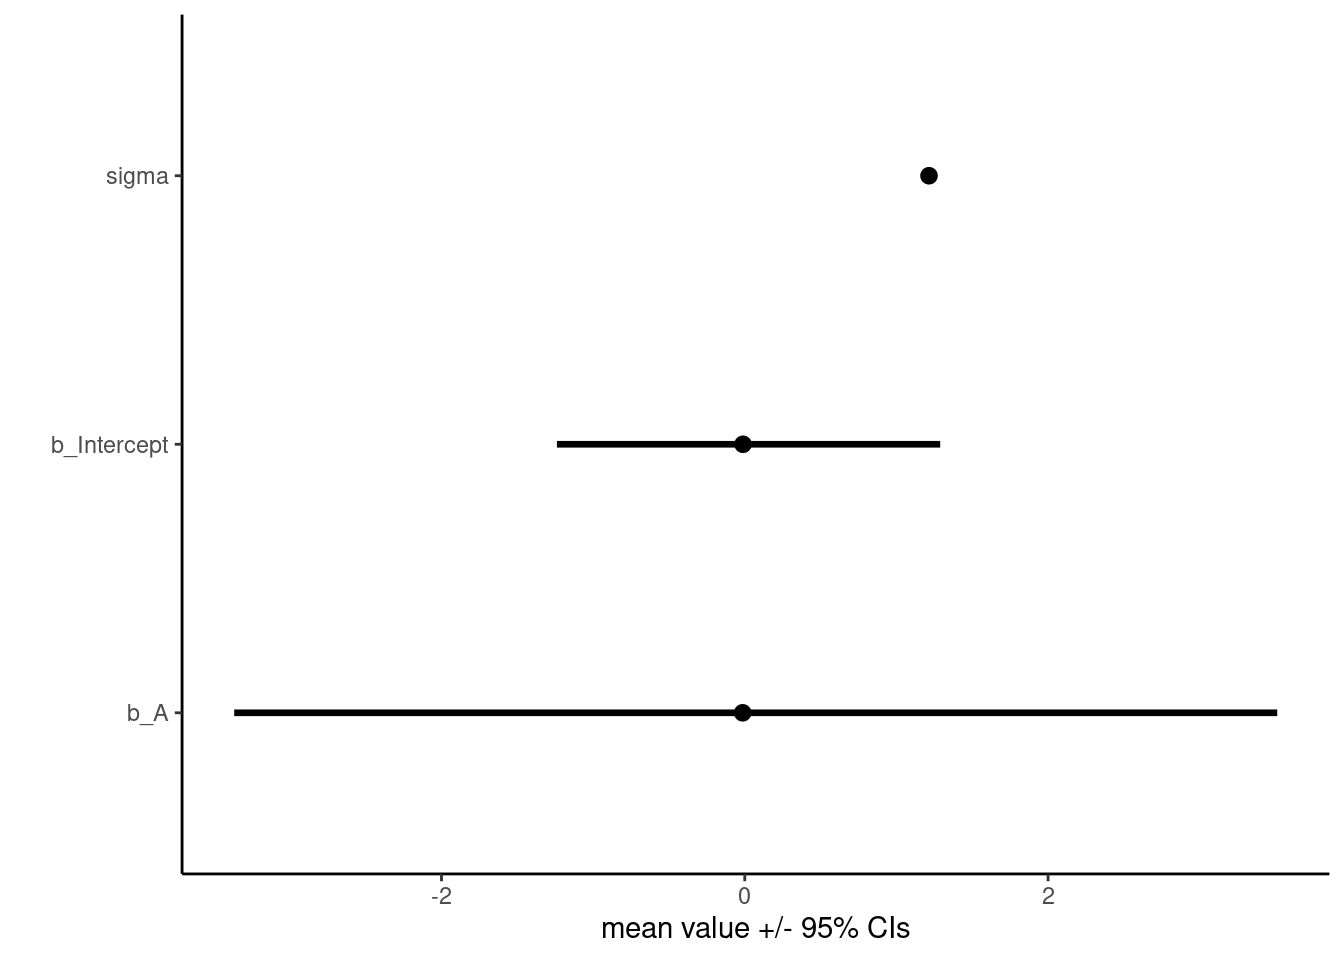 sigma
b_Intercept
b_A
-2 0 2
mean value +/- 95% CIs